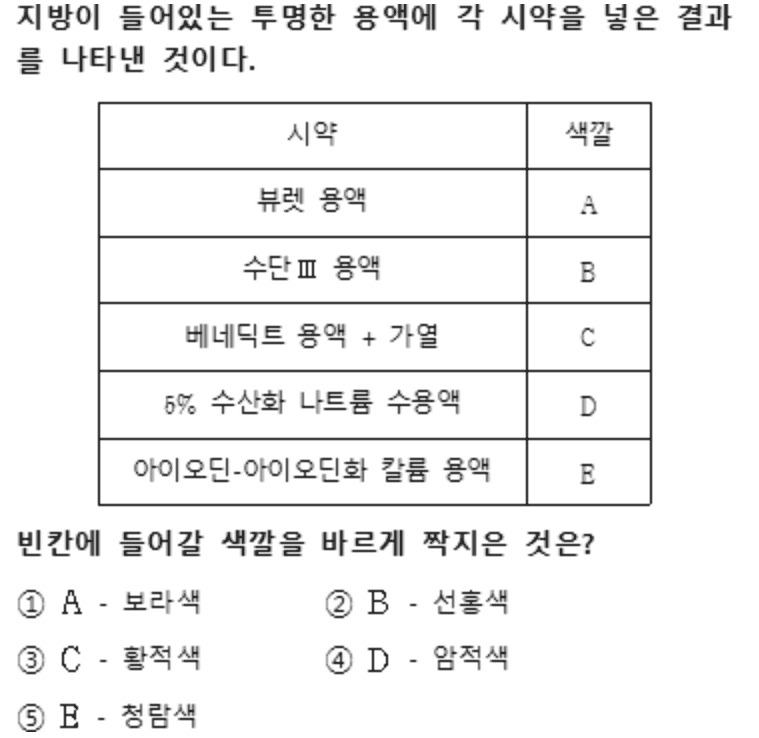 지방이 들어있는 투명한 용액에 각 시약을 넣은 결과
를 나타낸 것이다.
시약 색깔
뷰렛 용액 A
수단Ⅲ 용액 B
베네딕트 용액 + 가열 C
5% 수산화 나트륨 수용액 D
아이오딘-아이오딘화 칼륨 용액 E
빈칸에 들어갈 색깔을 바르게 짝지은 것은?
① A - 보라색 ② B - 선홍색
③ C - 황적색 ④ D - 암적색
⑤ E - 청람색